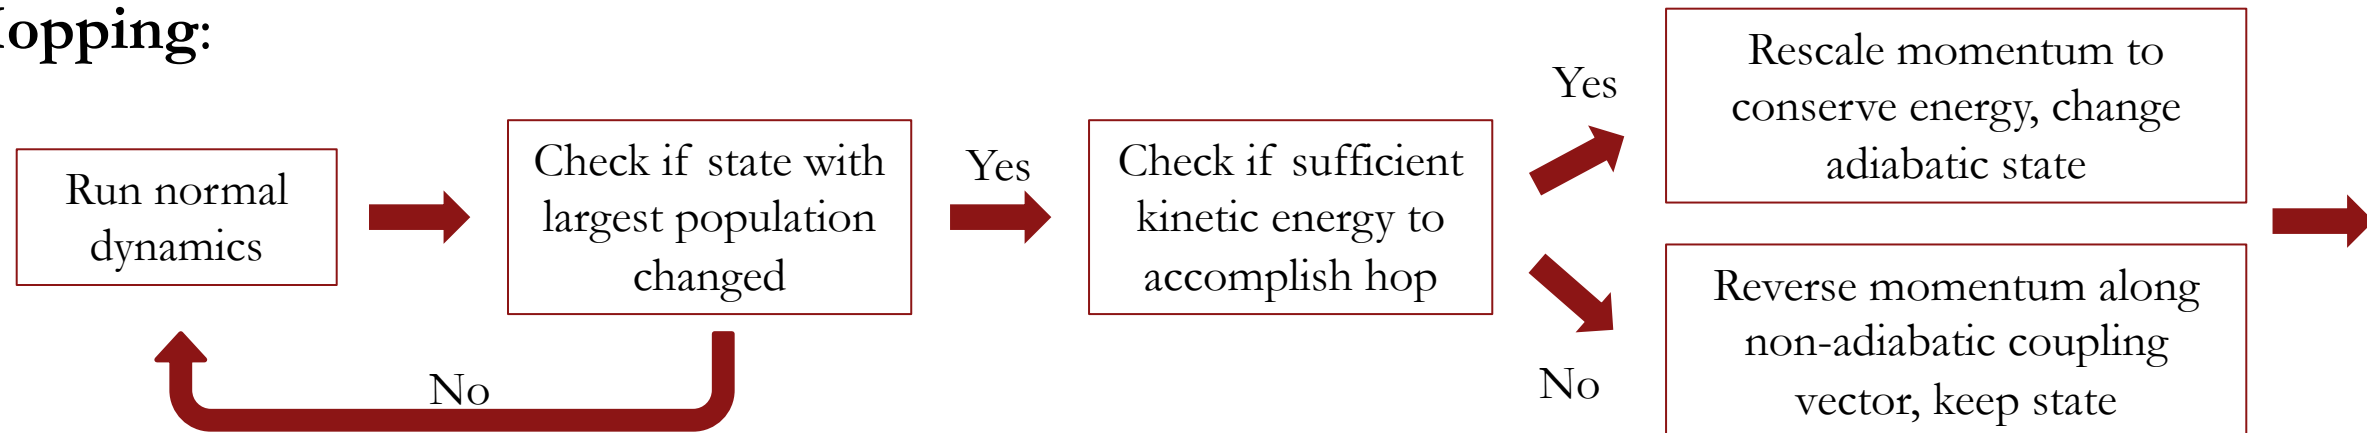 opping:
Run normal
dynamics
Check if state with
largest population
changed
Yes
No
Check if sufficient
kinetic energy to
accomplish hop
Yes
Rescale momentum to
conserve energy, change
adiabatic state
No
Reverse momentum along
non-adiabatic coupling
vector, keep state